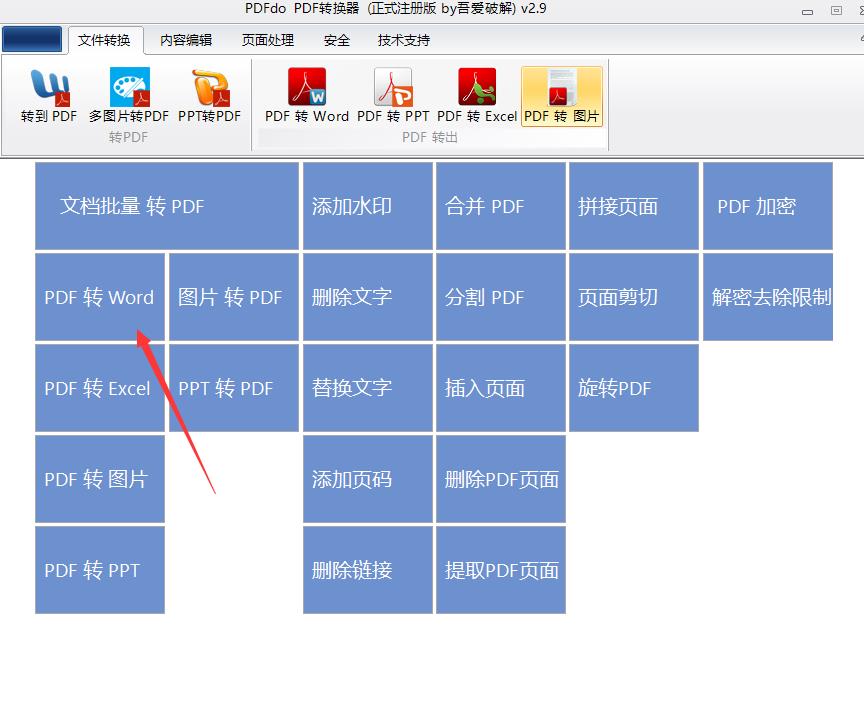 PDFdo PDF转换器 (正式注册版 by吾爱破解) v2.9
文件转换 内容编辑 页面处理 安全 技术支持
转到 PDF 多图片转PDF PPT转PDF PDF 转 Word PDF 转 PPT PDF 转 Excel PDF 转 图片
转PDF PDF 转出
文档批量 转 PDF 添加水印 合并 PDF 拼接页面 PDF 加密
PDF 转 Word 图片 转 PDF 删除文字 分割 PDF 页面剪切 解密去除限制
PDF 转 Excel PPT 转 PDF 替换文字 插入页面 旋转PDF
PDF 转 图片 添加页码 删除PDF页面
PDF 转 PPT 删除链接 提取PDF页面